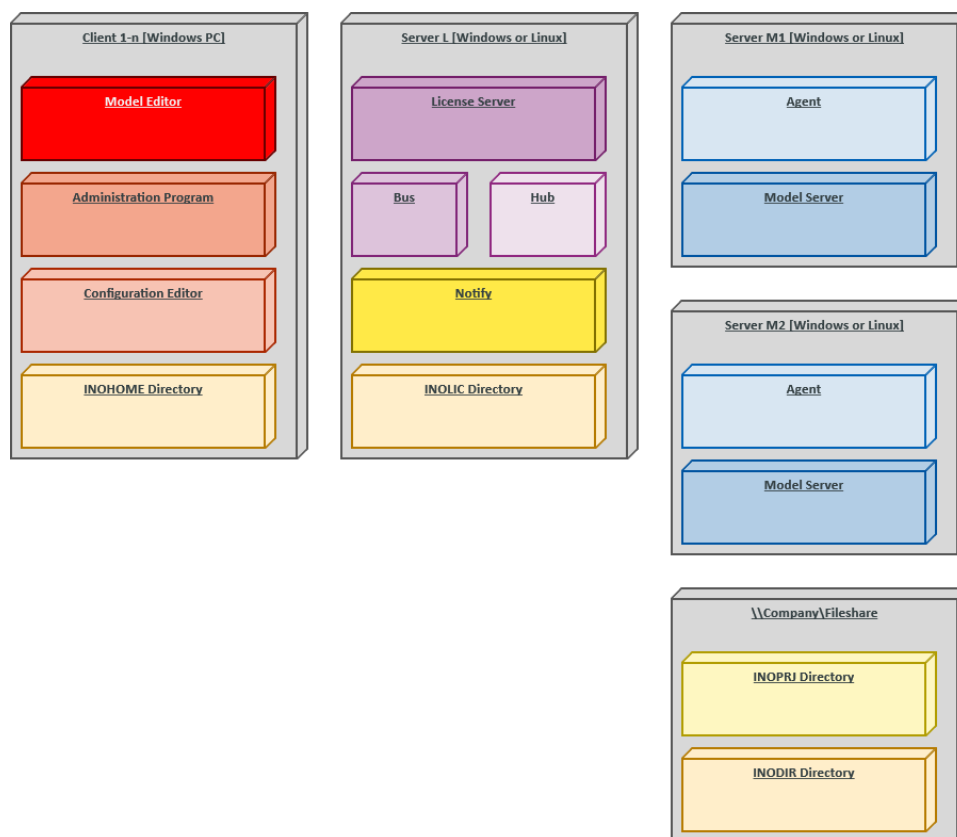 Client 1-n [Windows PC]
Model Editor
Administration Program
Configuration Editor
INOHOME Directory
Server L [Windows or Linux]
License Server
Bus
Hub
Notify
INOLIC Directory
Server M1 [Windows or Linux]
Agent
Model Server
Server M2 [Windows or Linux]
Agent
Model Server
\\Company\Fileshare
INOPRJ Directory
INODIR Directory